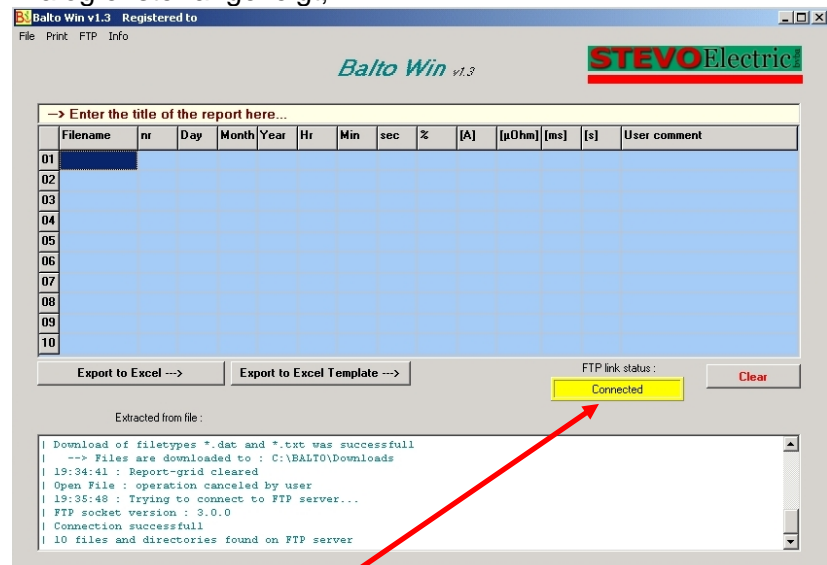 Balto Win v1.3 Registered to
File Print FTP Info
Balto Win v1.3
STEVOElectric
--> Enter the title of the report here...
Filename nr Day Month Year Hr Min sec % [A] [µOhm] [ms] [s] User comment
01
02
03
04
05
06
07
08
09
10
Export to Excel ---> Export to Excel Template --->
FTP link status :
Connected
Clear
Extracted from file :
| Download of filetypes *.dat and *.txt was successfull
| --> Files are downloaded to : C:\BALTO\Downloads
| 19:34:41 : Report-grid cleared
| Open File : operation canceled by user
| 19:35:48 : Trying to connect to FTP server...
| FTP socket version : 3.0.0
| Connection successfull
| 10 files and directories found on FTP server